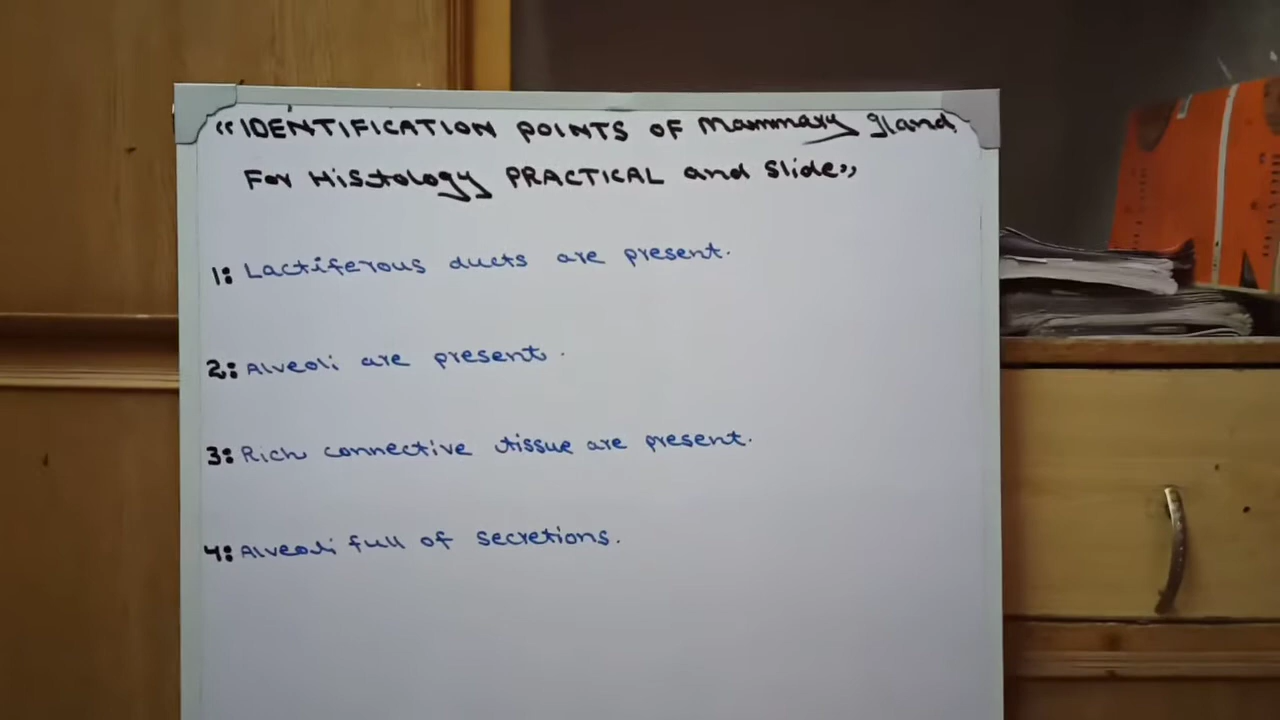 “IDENTIFICATION POINTS OF Mammary gland
For Histology PRACTICAL and Slide”
1: Lactiferous ducts are present.
2: Alveoli are present.
3: Rich connective tissue are present.
4: Alveoli full of secretions.